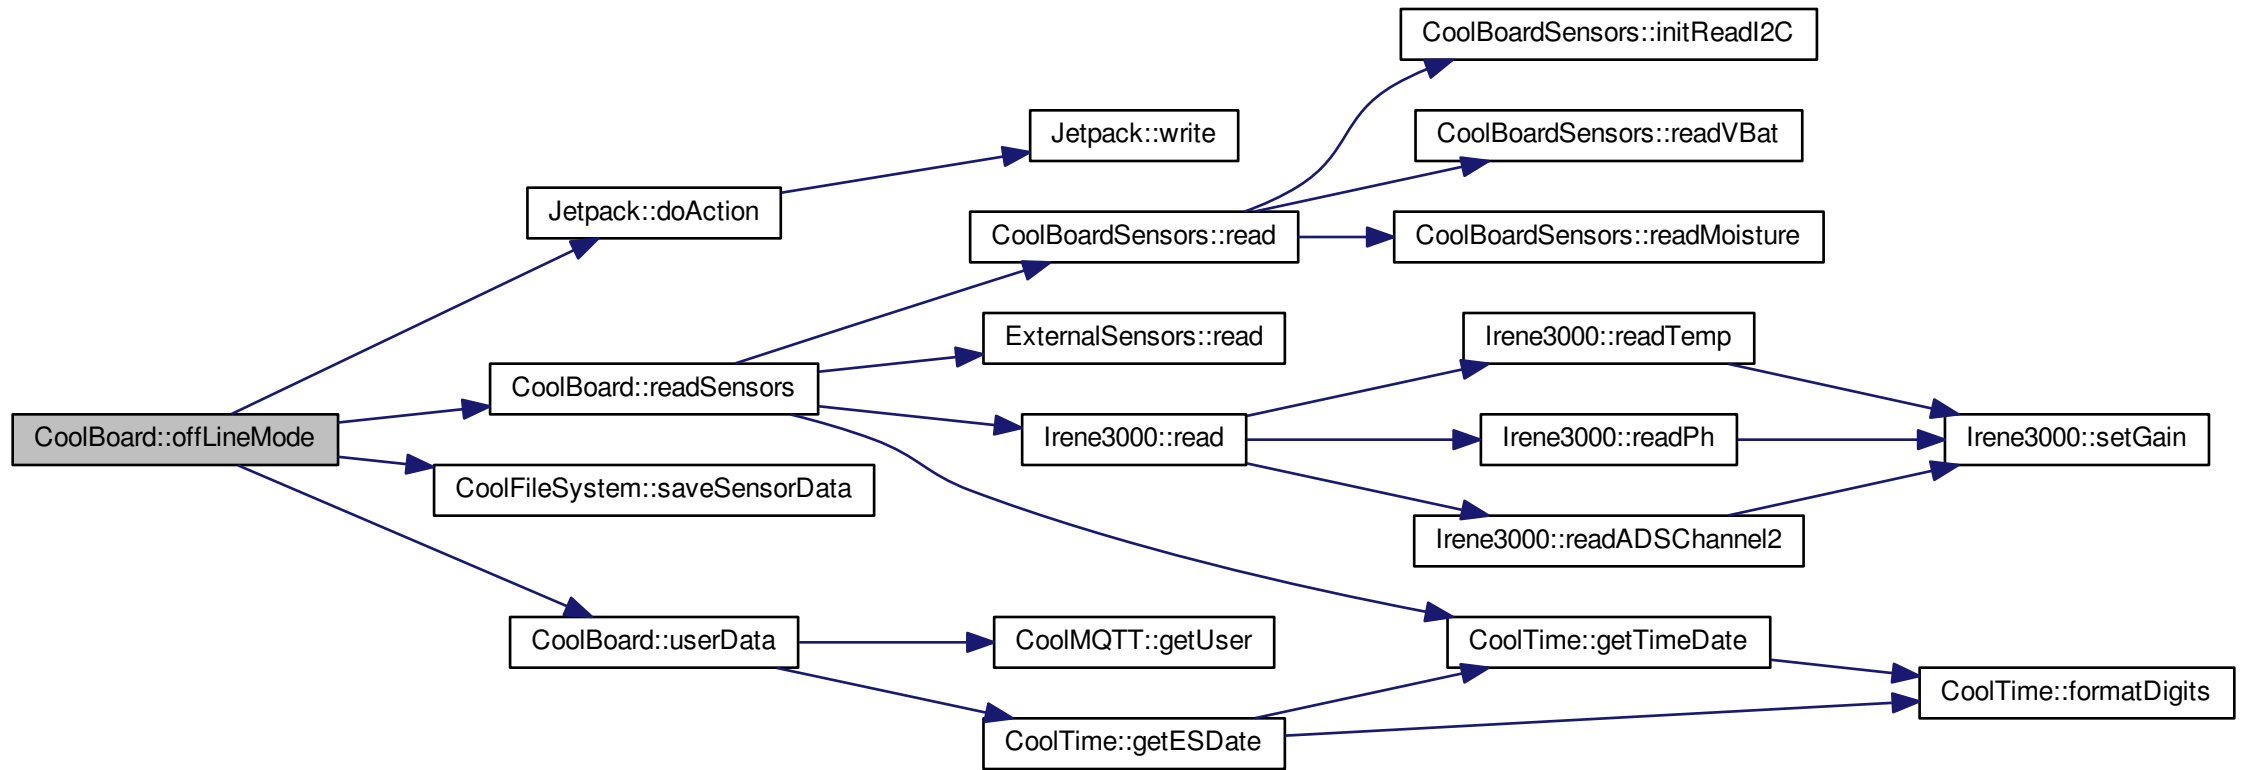 CoolBoardSensors::initReadI2C
Jetpack::write
CoolBoardSensors::readVBat
Jetpack::doAction
CoolBoardSensors::read
CoolBoardSensors::readMoisture
ExternalSensors::read
Irene3000::readTemp
CoolBoard::readSensors
CoolBoard::offLineMode
Irene3000::read
Irene3000::readPh
Irene3000::setGain
CoolFileSystem::saveSensorData
Irene3000::readADSChannel2
CoolBoard::userData
CoolMQTT::getUser
CoolTime::getTimeDate
CoolTime::formatDigits
CoolTime::getESDate